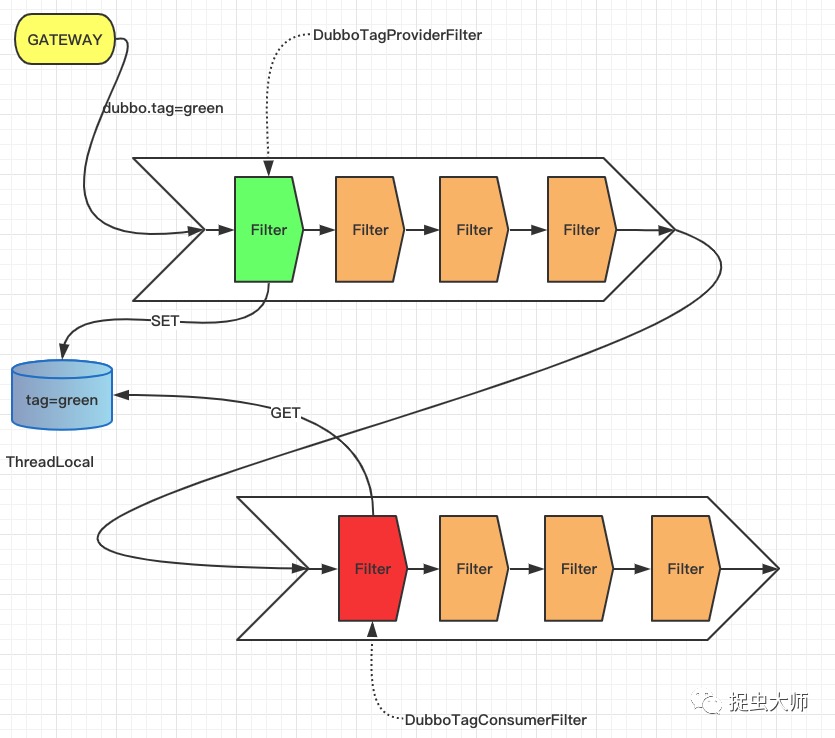 GATEWAY
DubboTagProviderFilter
dubbo.tag=green
Filter
Filter
Filter
Filter
SET
tag=green
GET
ThreadLocal
Filter
Filter
Filter
Filter
捉虫大师
DubboTagConsumerFilter